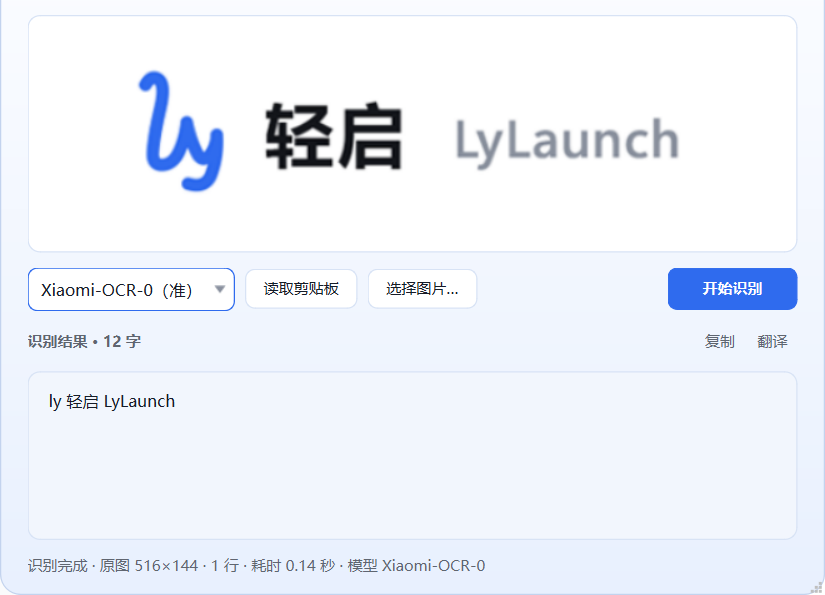 ly 轻启 LyLaunch
Xiaomi-OCR-0（准） 读取剪贴板 选择图片... 开始识别
识别结果 • 12 字 复制 翻译
ly 轻启 LyLaunch
识别完成 · 原图 516×144 · 1 行 · 耗时 0.14 秒 · 模型 Xiaomi-OCR-0